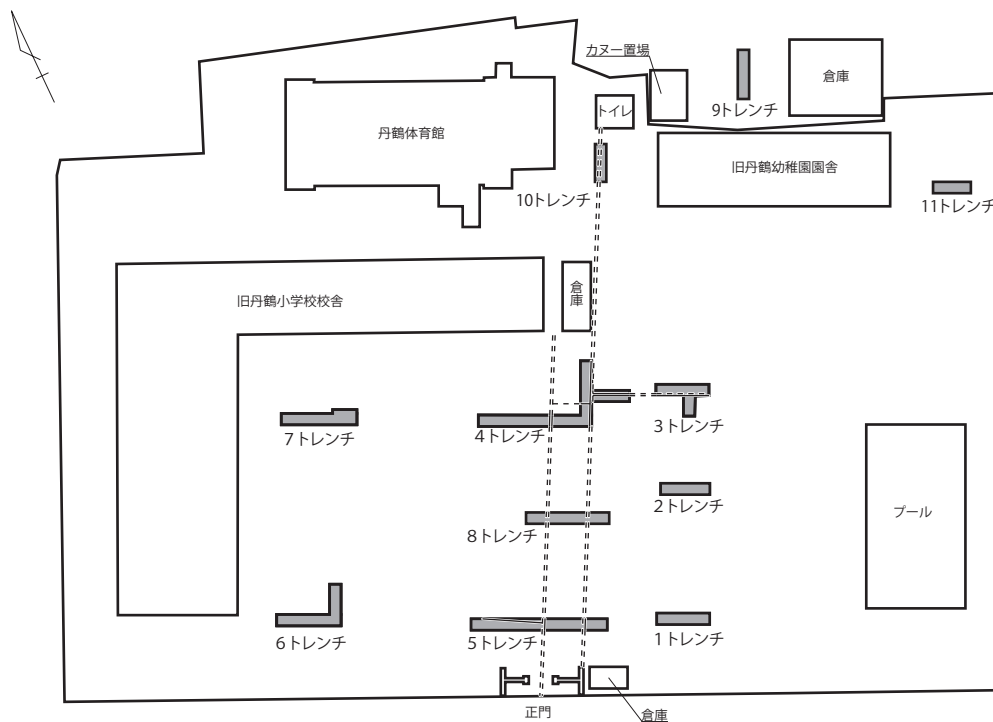 カヌー置場
倉庫
9トレンチ
トイレ
丹鶴体育館
旧丹鶴幼稚園園舎
10トレンチ
11トレンチ
倉庫
旧丹鶴小学校校舎
7トレンチ
4トレンチ
3トレンチ
2トレンチ
プール
8トレンチ
6トレンチ
5トレンチ
1トレンチ
正門
倉庫